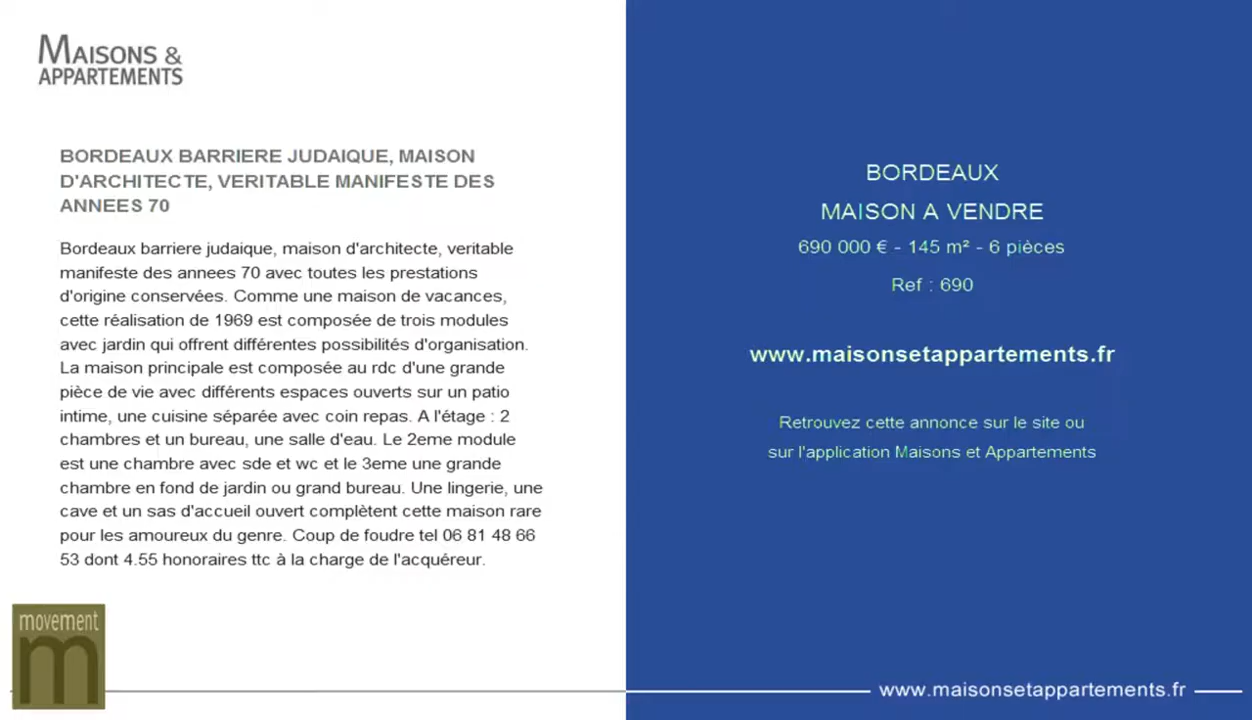 MAISONS &
APPARTEMENTS
BORDEAUX BARRIERE JUDAIQUE, MAISON
D'ARCHITECTE, VERITABLE MANIFESTE DES
ANNEES 70
Bordeaux barriere judaique, maison d'architecte, veritable
manifeste des annees 70 avec toutes les prestations
d'origine conservées. Comme une maison de vacances,
cette réalisation de 1969 est composée de trois modules
avec jardin qui offrent différentes possibilités d'organisation.
La maison principale est composée au rdc d'une grande
pièce de vie avec différents espaces ouverts sur un patio
intime, une cuisine séparée avec coin repas. A l'étage : 2
chambres et un bureau, une salle d'eau. Le 2eme module
est une chambre avec sde et wc et le 3eme une grande
chambre en fond de jardin ou grand bureau. Une lingerie, une
cave et un sas d'accueil ouvert complètent cette maison rare
pour les amoureux du genre. Coup de foudre tel 06 81 48 66
53 dont 4.55 honoraires ttc à la charge de l'acquéreur.
movement
m
BORDEAUX
MAISON A VENDRE
690 000 € - 145 m² - 6 pièces
Ref : 690
www.maisonsetappartements.fr
Retrouvez cette annonce sur le site ou
sur l'application Maisons et Appartements
www.maisonsetappartements.fr